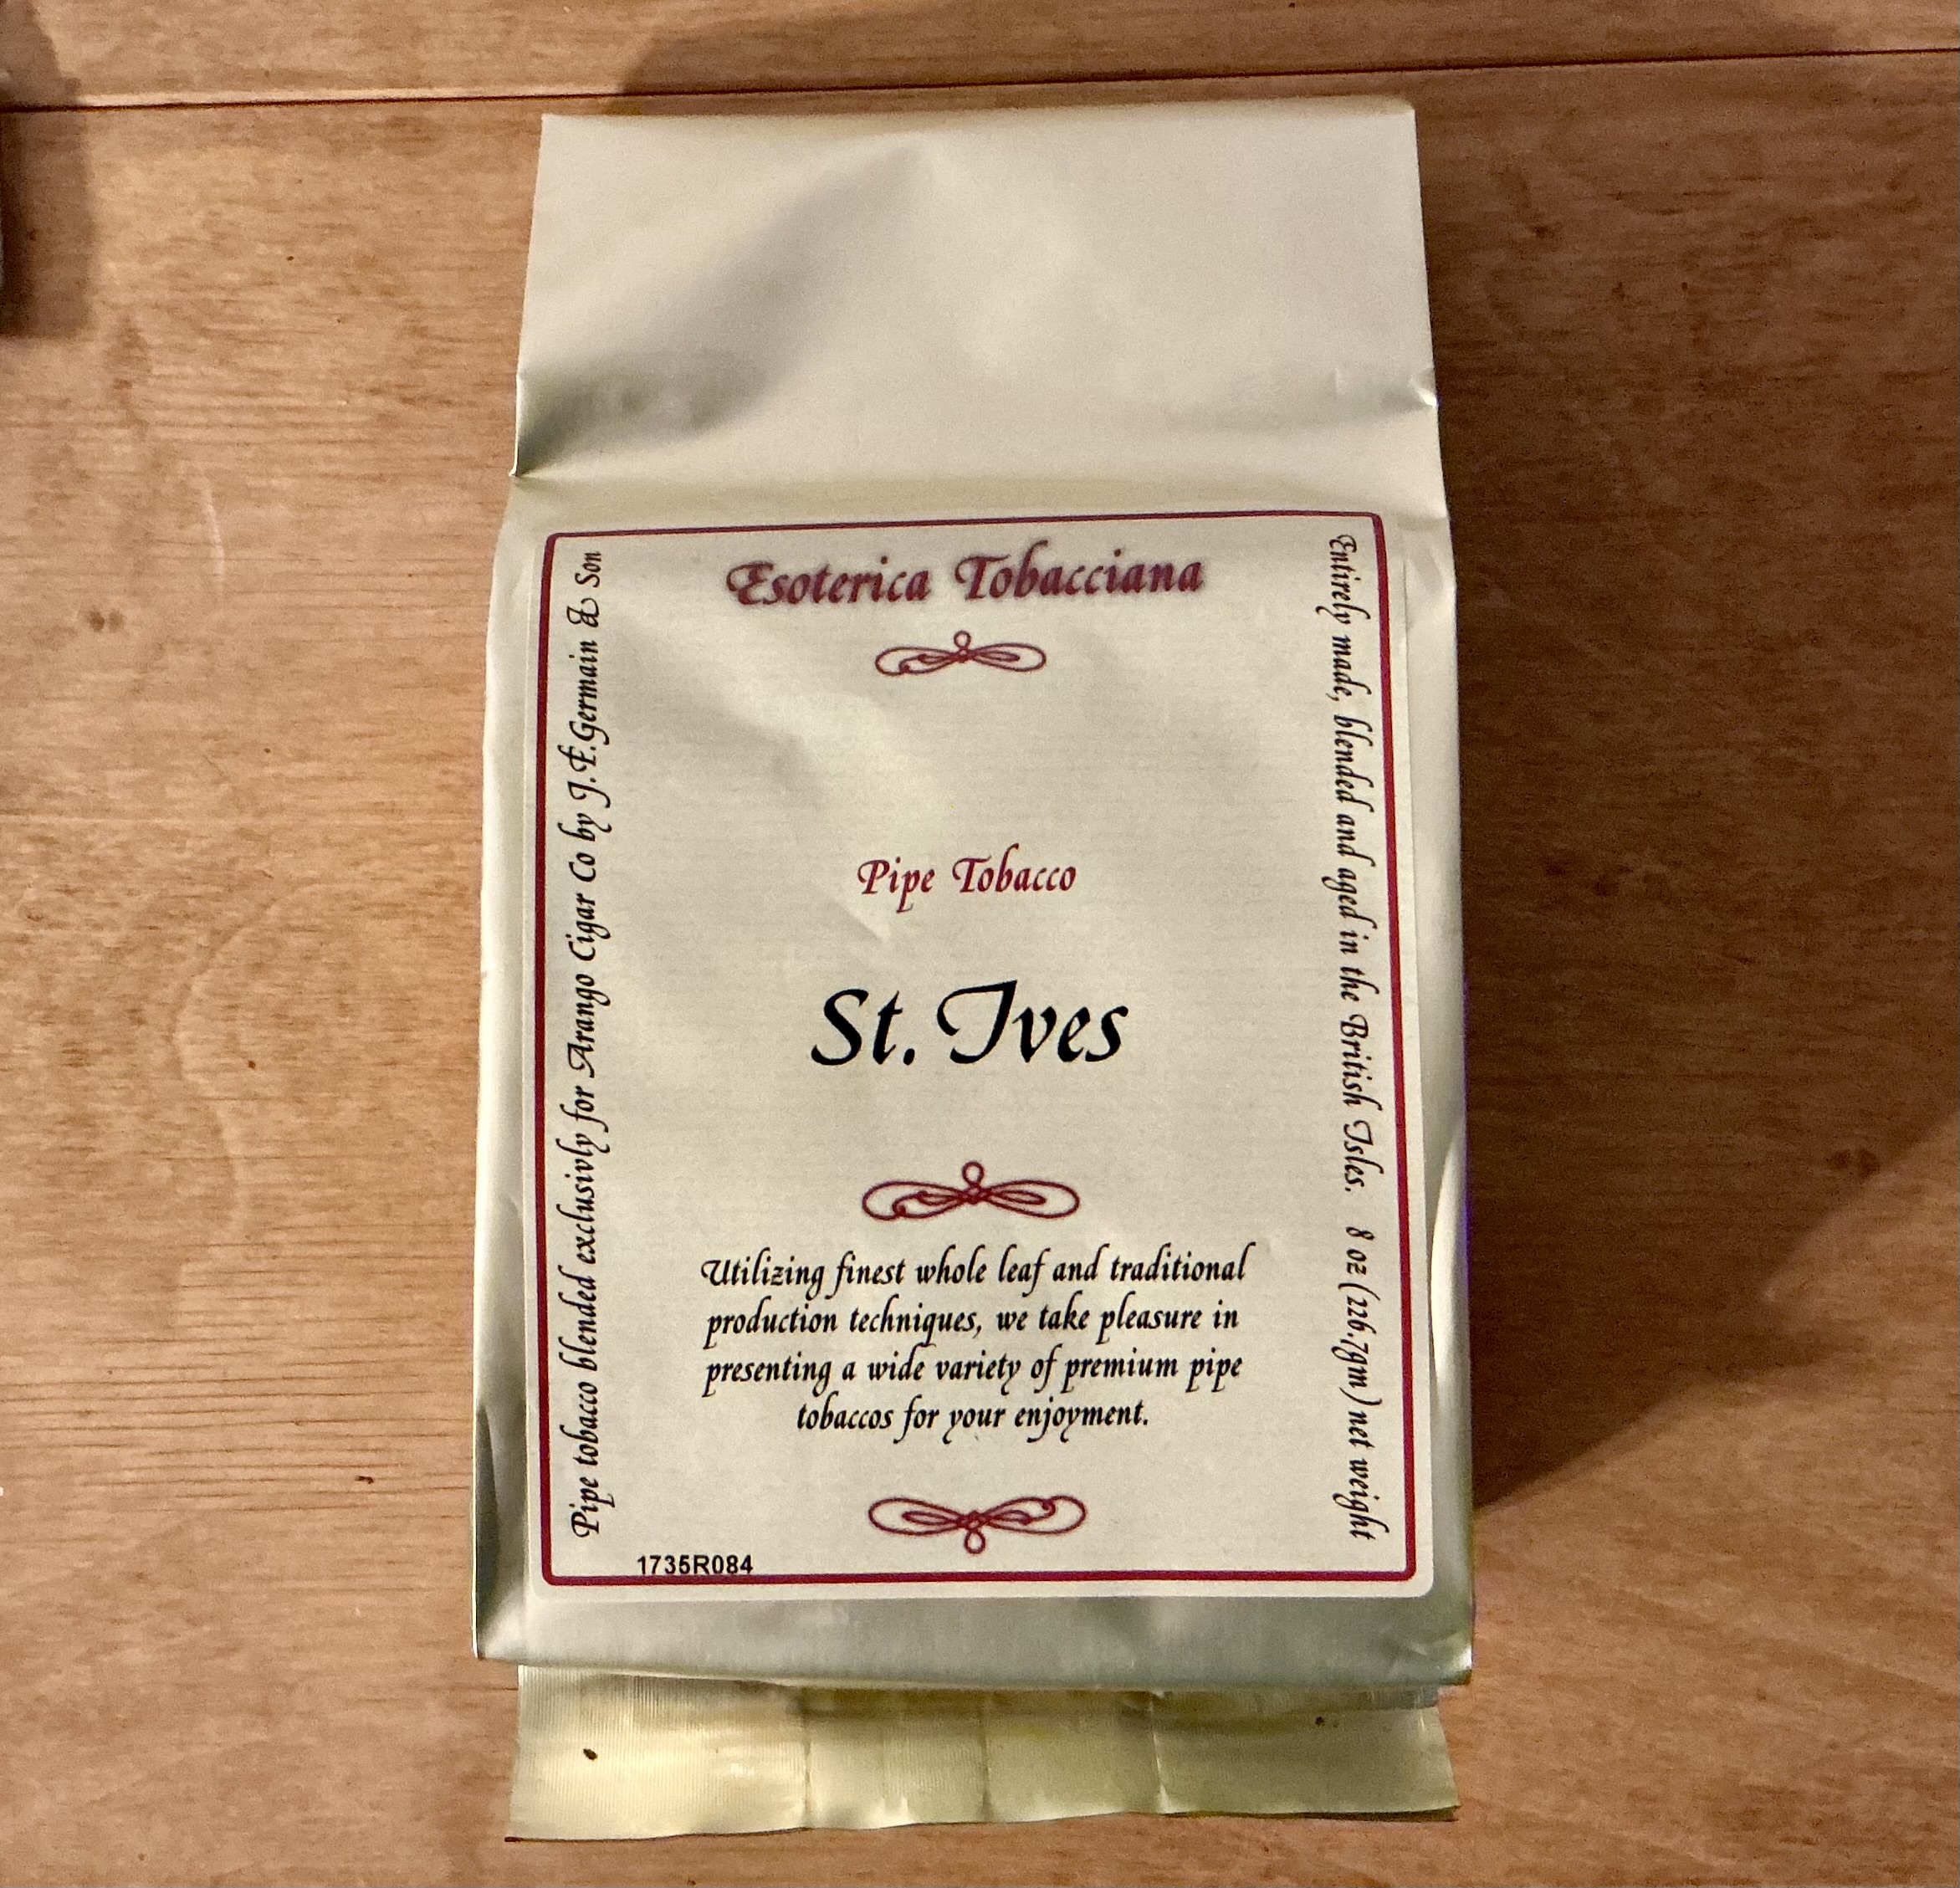 Esoterica Tobacciana
Pipe Tobacco
St. Ives
Utilizing finest whole leaf and traditional
production techniques, we take pleasure in
presenting a wide variety of premium pipe
tobaccos for your enjoyment.
1735R084
Pipe tobacco blended exclusivly for Arango Cigar Co by J.E.Germain & Son
Entirely made, blended and aged in the British Isles. 8 oz (226.7gm) net weight